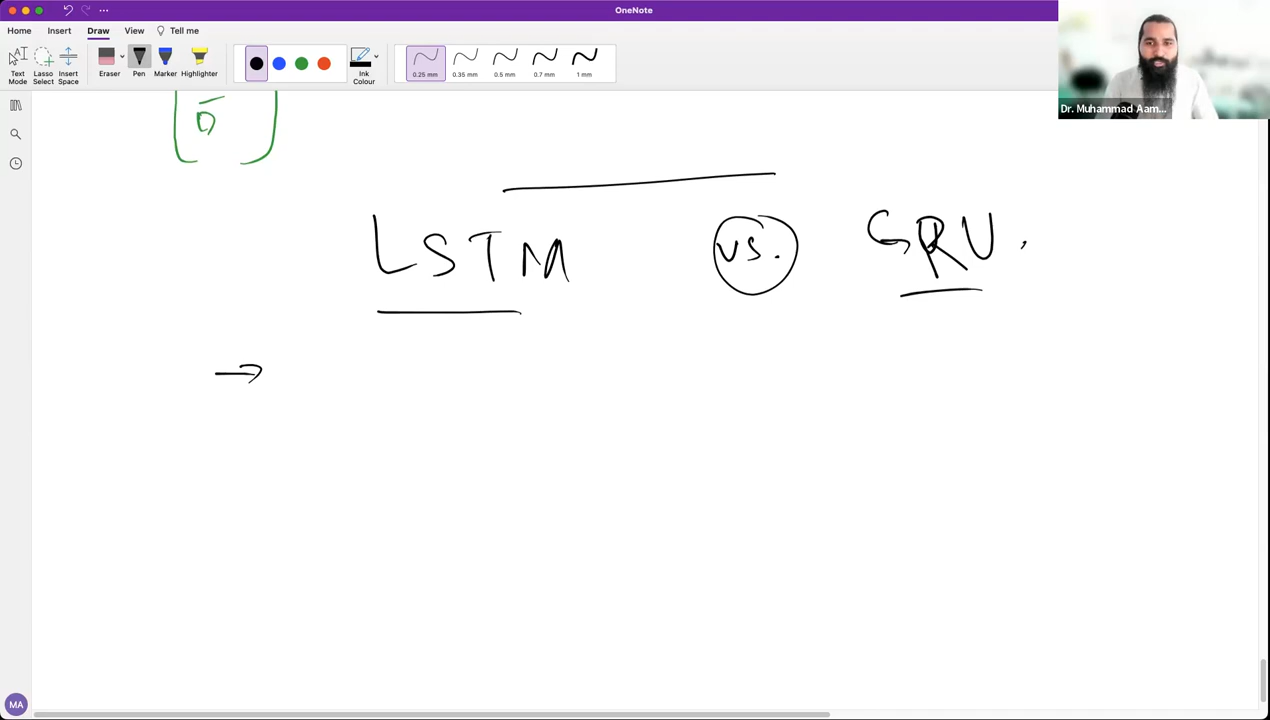 OneNote
Home Insert Draw View Tell me
Text Mode Lasso Select Insert Space Eraser Pen Marker Highlighter Ink Colour 0.25 mm 0.35 mm 0.5 mm 0.7 mm 1 mm
Dr. Muhammad Aam...
LSTM vs. GRU.
→
MA